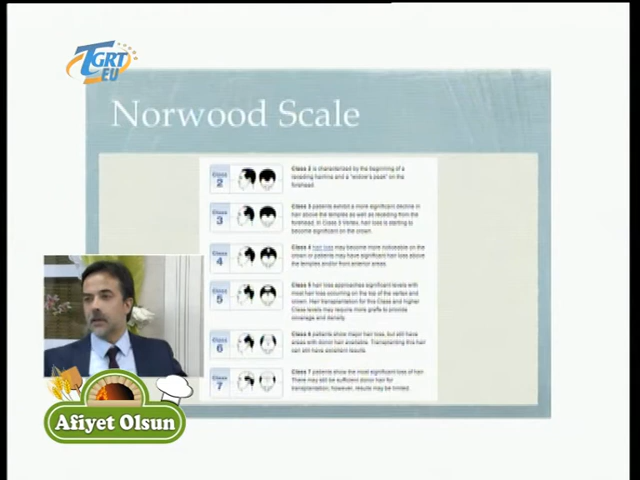 TGRT
EU
Norwood Scale
Class
2
Class 2 is characterized by the beginning of a
receding hairline and a "widow's peak" on the
forehead.
Class
3
Class 3 patients exhibit a more significant decline in
hair above the temples as well as receding from the
forehead. In Class 3 Vertex, hair loss is starting to
become significant on the crown.
Class
4
Class 4 hair loss may become more noticeable on the
crown or patients may have significant hair loss above
the temples and/or front anterior areas.
Class
5
Class 5 hair loss approaches significant levels with
most hair loss occurring on the top of the vertex and
crown. Hair transplantation for this Class and higher
Class levels may require more grafts to provide
coverage and density.
Class
6
Class 6 patients show major hair loss, but still have
areas with donor hair available. Transplanting this hair
can still have excellent results.
Class
7
Class 7 patients show the most significant loss of hair.
There may still be sufficient donor hair for
transplantation, however, results may be limited.
Afiyet Olsun